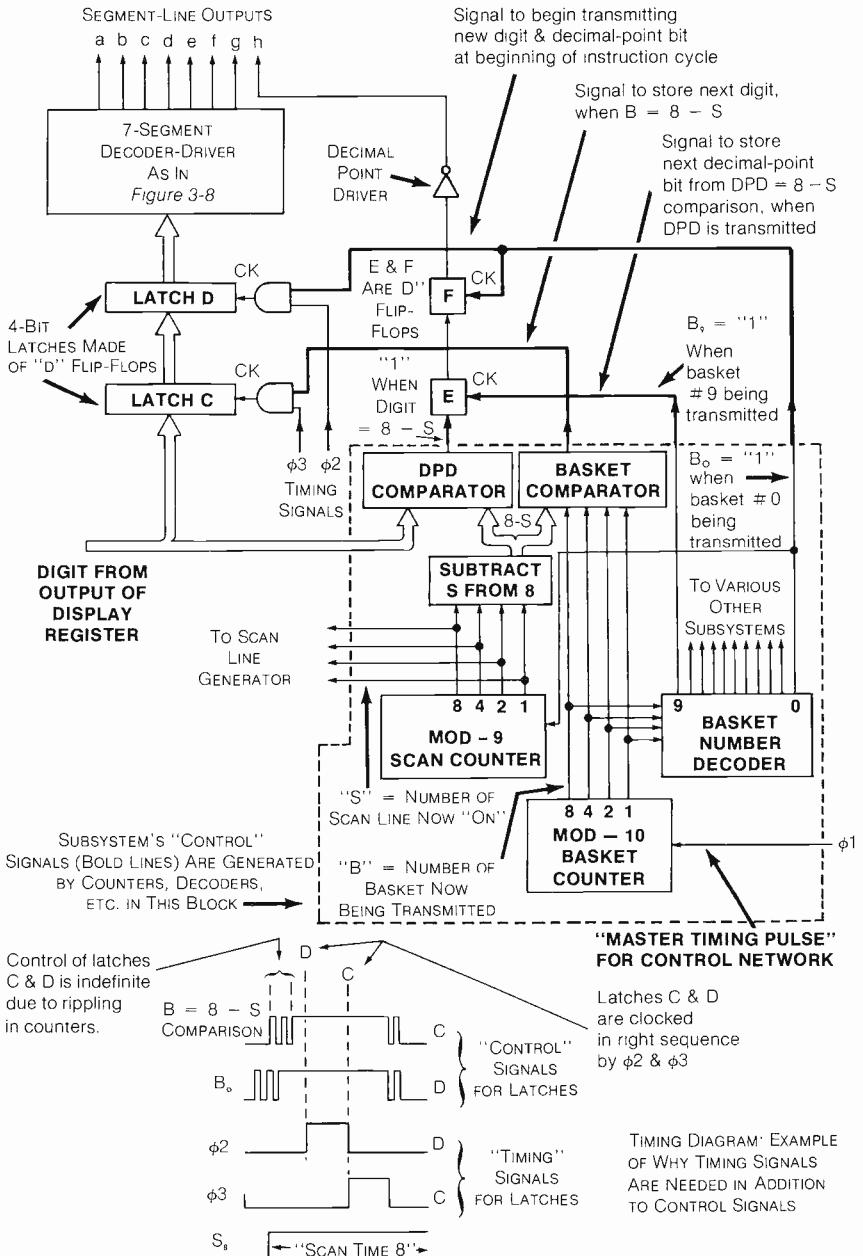 SEGMENT-LINE OUTPUTS
a b c d e f g h
Signal to begin transmitting
new digit & decimal-point bit
at beginning of instruction cycle
Signal to store next digit,
when B = 8 – S
Signal to store
next decimal-point
bit from DPD = 8 – S
comparison, when
DPD is transmitted
7-SEGMENT
DECODER-DRIVER
AS IN
Figure 3-8
DECIMAL
POINT
DRIVER
CK
LATCH D
E & F
ARE D"
FLIP-
FLOPS
F
CK
4-BIT
LATCHES MADE
OF "D" FLIP-FLOPS
CK
LATCH C
"1"
WHEN
DIGIT
= 8 – S
E
CK
B₉ = "1"
When
basket
#9 being
transmitted
ϕ3 ϕ2
TIMING
SIGNALS
DPD
COMPARATOR
BASKET
COMPARATOR
B₀ = "1"
when
basket #0
being
transmitted
8-S
DIGIT FROM
OUTPUT OF
DISPLAY
REGISTER
SUBTRACT
S FROM 8
TO VARIOUS
OTHER
SUBSYSTEMS
TO SCAN
LINE
GENERATOR
8 4 2 1
MOD – 9
SCAN COUNTER
9 0
BASKET
NUMBER
DECODER
"S" = NUMBER OF
SCAN LINE NOW "ON"
8 4 2 1
MOD – 10
BASKET
COUNTER
ϕ1
SUBSYSTEM'S "CONTROL"
SIGNALS (BOLD LINES) ARE GENERATED
BY COUNTERS, DECODERS,
ETC. IN THIS BLOCK
"B" = NUMBER OF
BASKET NOW
BEING TRANSMITTED
"MASTER TIMING PULSE"
FOR CONTROL NETWORK
Control of latches
C & D is indefinite
due to rippling
in counters.
D
C
Latches C & D
are clocked
in right sequence
by ϕ2 & ϕ3
B = 8 – S
COMPARISON
C
B₀
D
"CONTROL"
SIGNALS
FOR LATCHES
ϕ2
D
ϕ3
C
"TIMING"
SIGNALS
FOR LATCHES
TIMING DIAGRAM: EXAMPLE
OF WHY TIMING SIGNALS
ARE NEEDED IN ADDITION
TO CONTROL SIGNALS
S₈
"SCAN TIME 8"